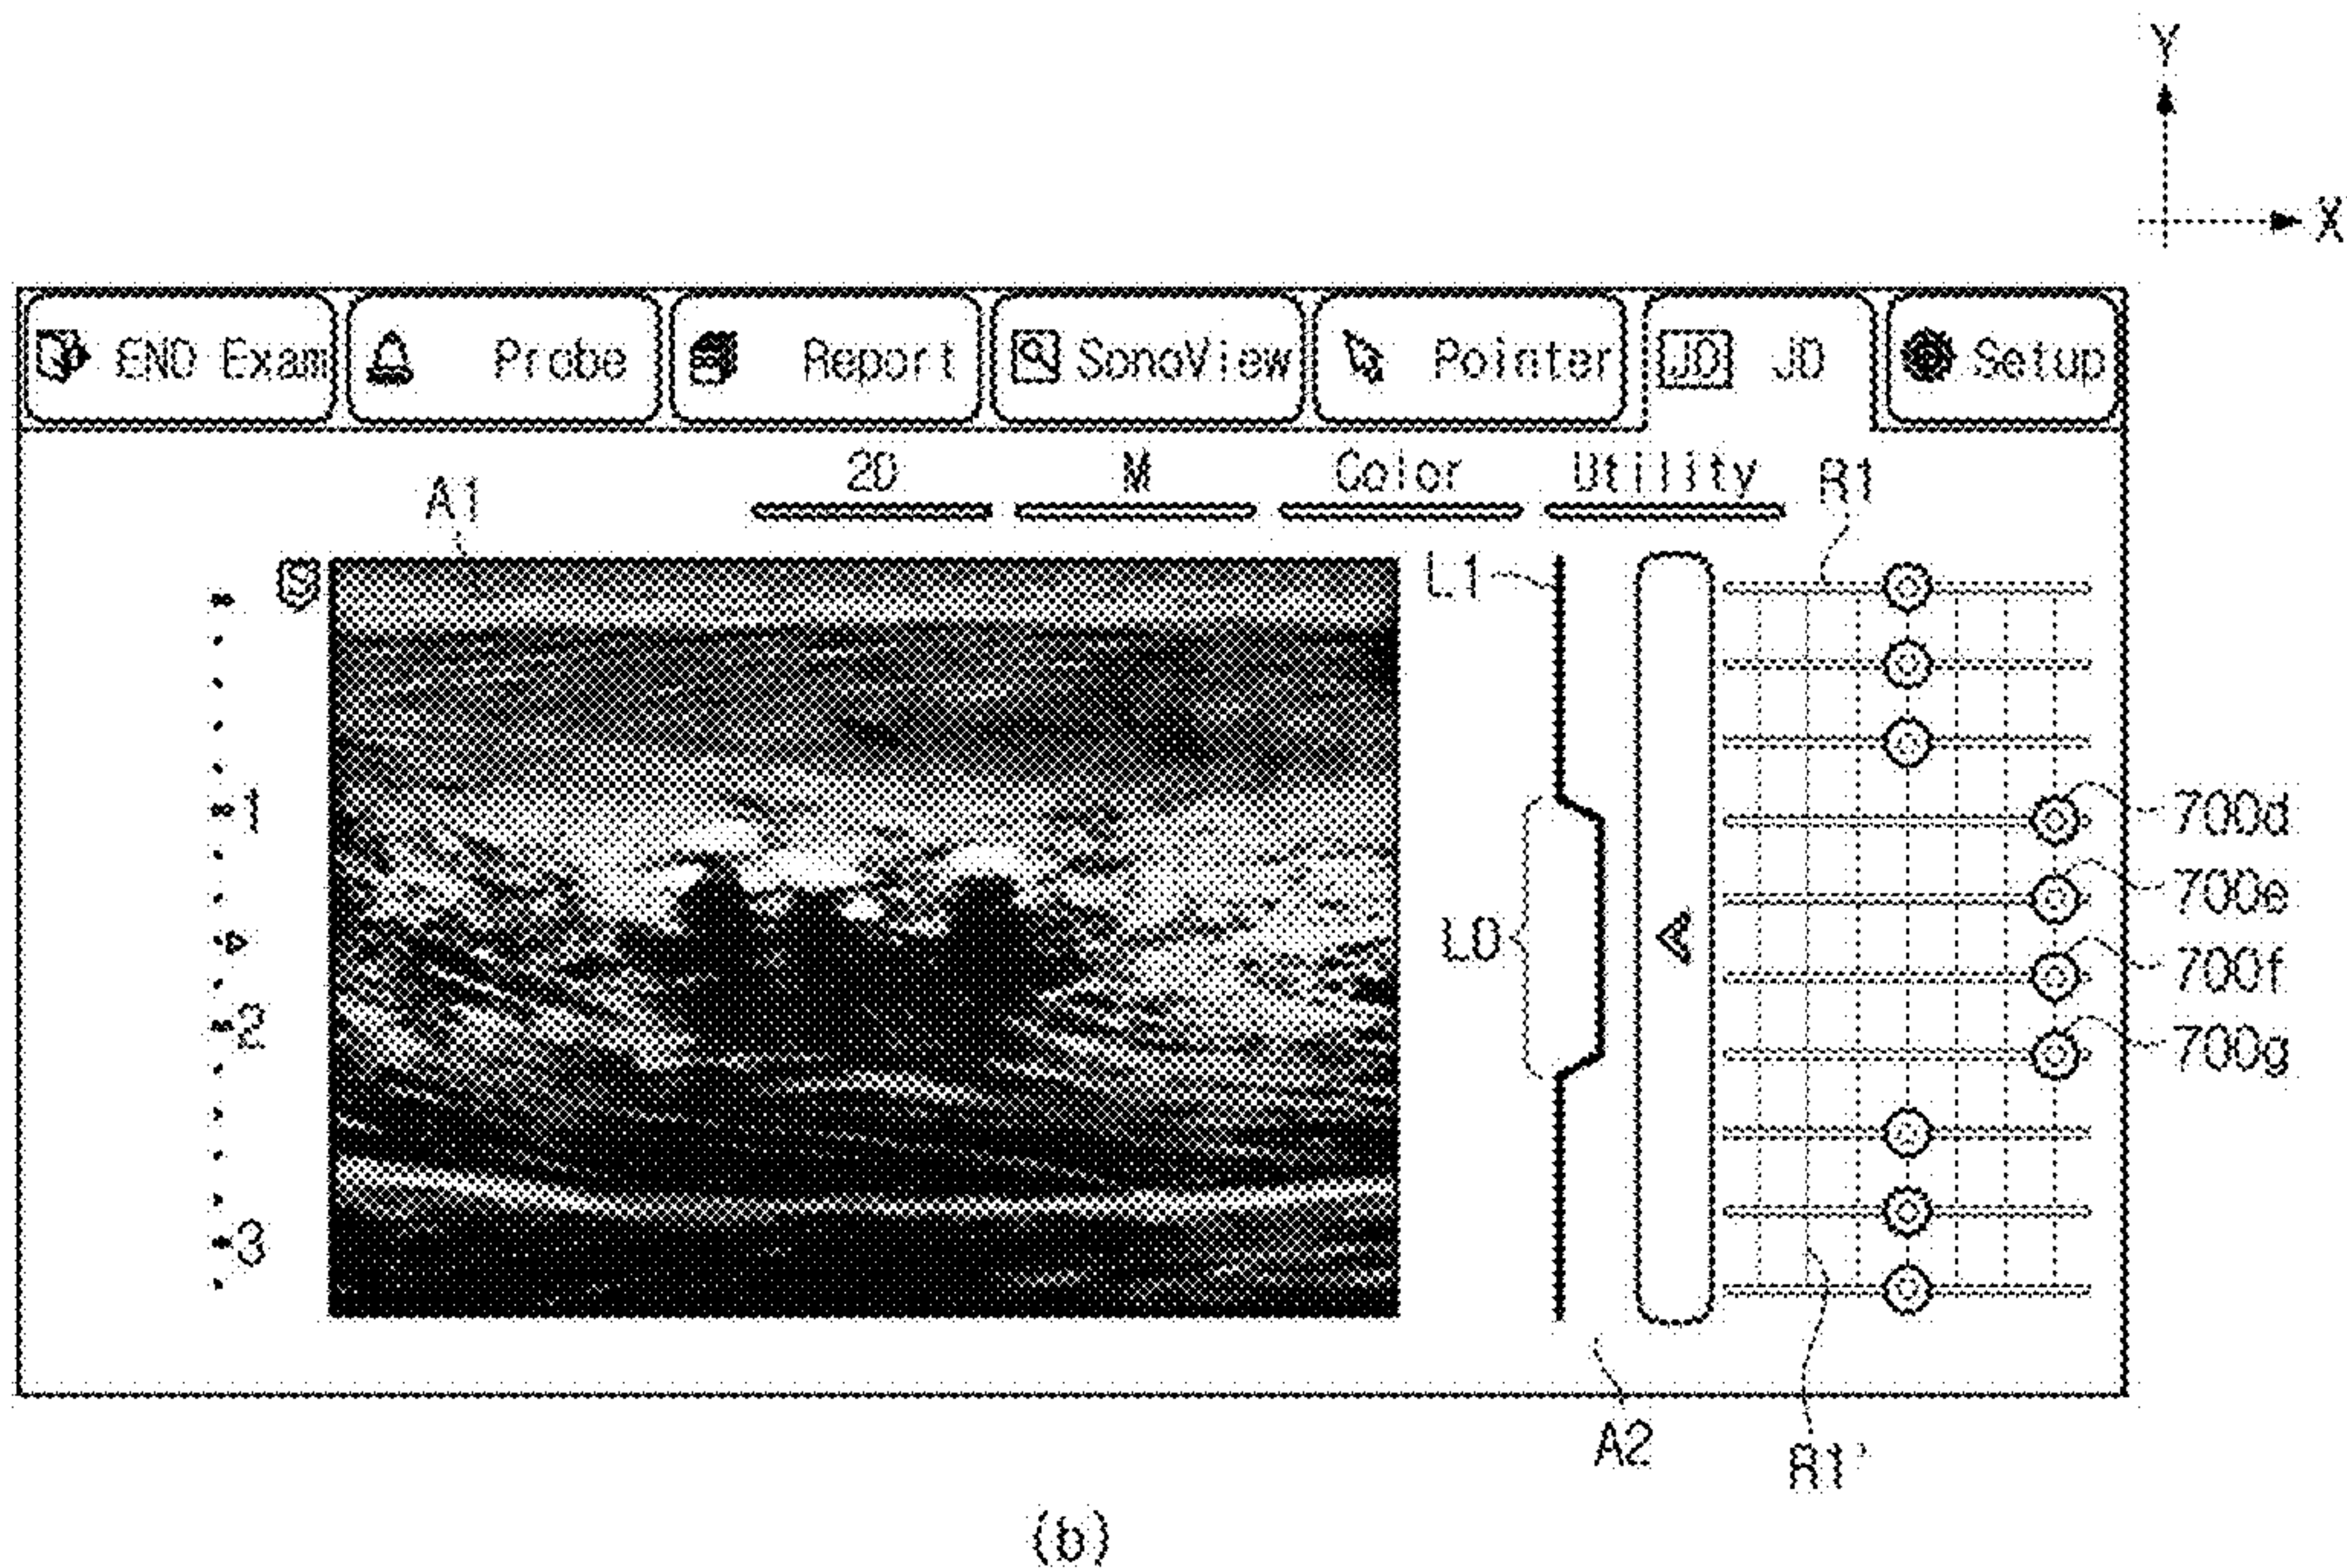 Y
X
END Exam Probe Report SonoView Pointer JD JD Setup
2D M Color Utility R1
A1
S
L1
1
700d
700e
L0
700f
2
700g
3
A2
R1'
(b)